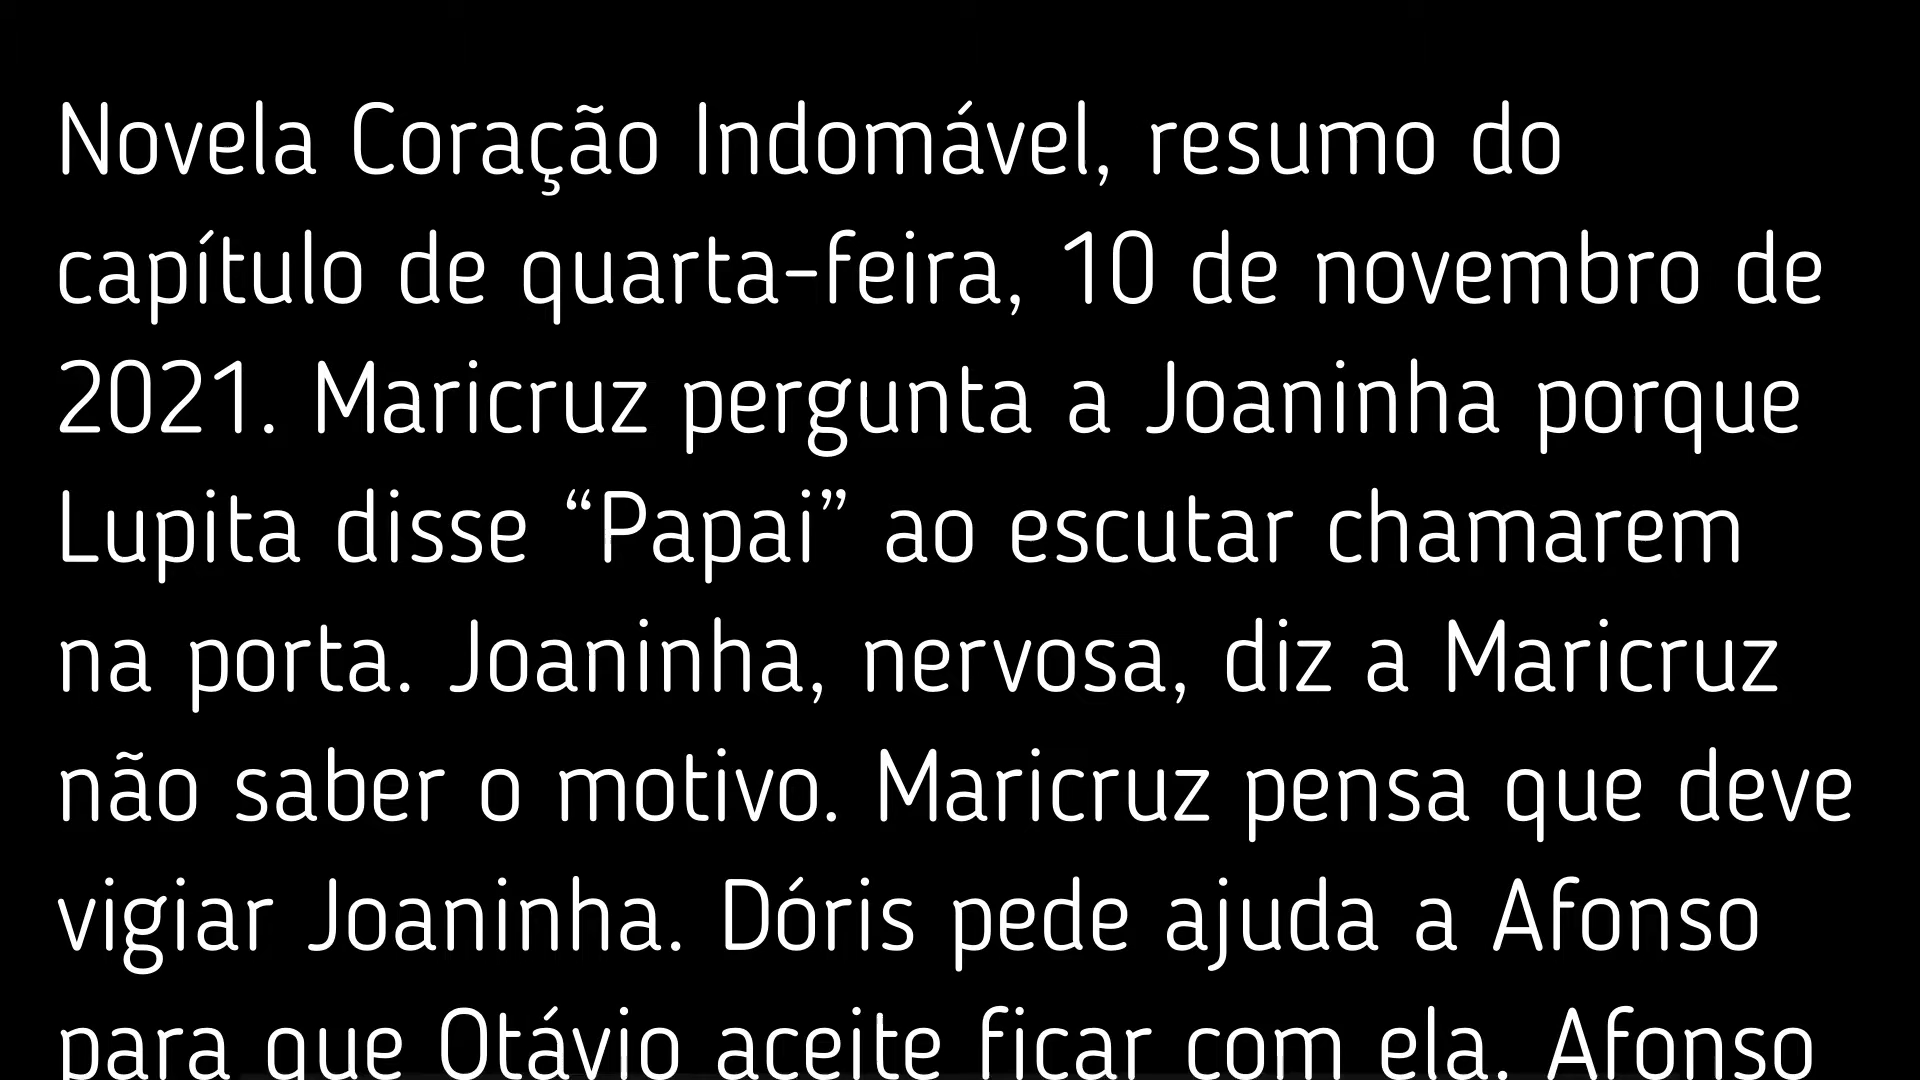 Novela Coração Indomável, resumo do
capítulo de quarta-feira, 10 de novembro de
2021. Maricruz pergunta a Joaninha porque
Lupita disse “Papai” ao escutar chamarem
na porta. Joaninha, nervosa, diz a Maricruz
não saber o motivo. Maricruz pensa que deve
vigiar Joaninha. Dóris pede ajuda a Afonso
para que Otávio aceite ficar com ela. Afonso